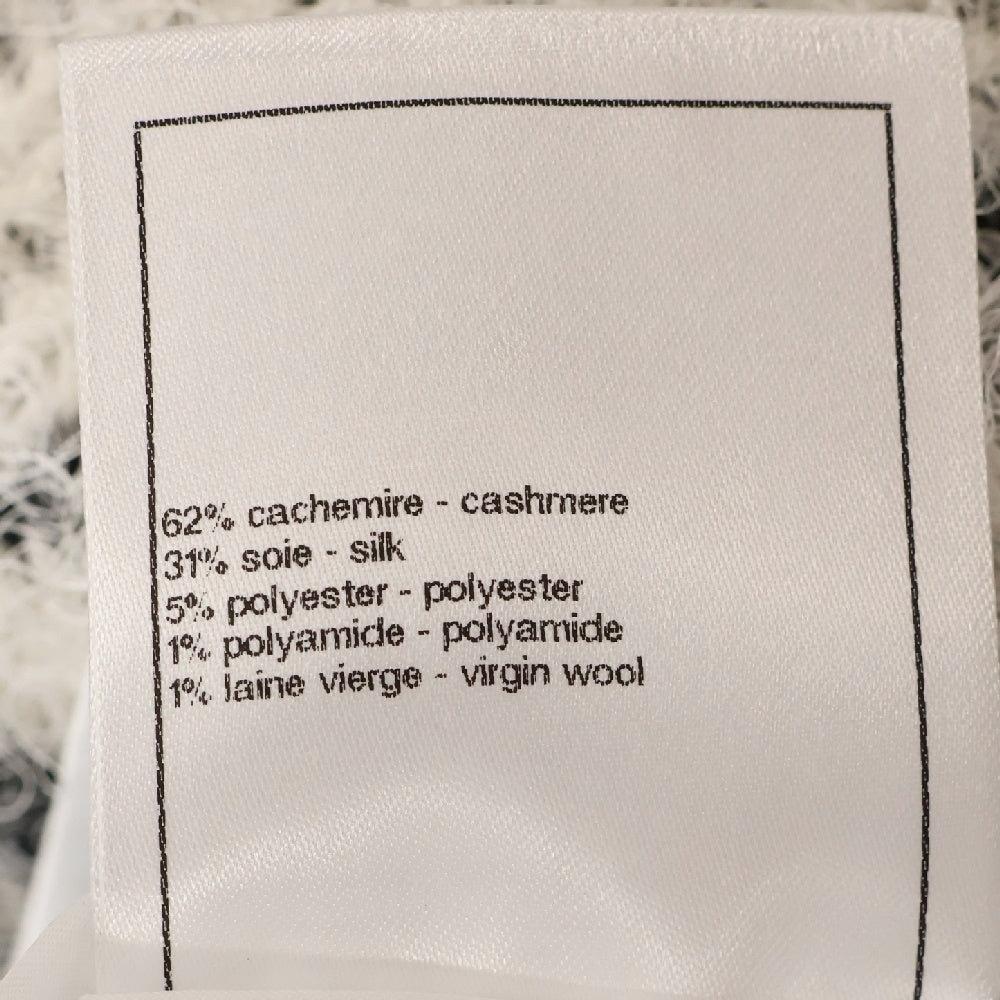 62% cachemire - cashmere
31% soie - silk
5% polyester - polyester
1% polyamide - polyamide
1% laine vierge - virgin wool